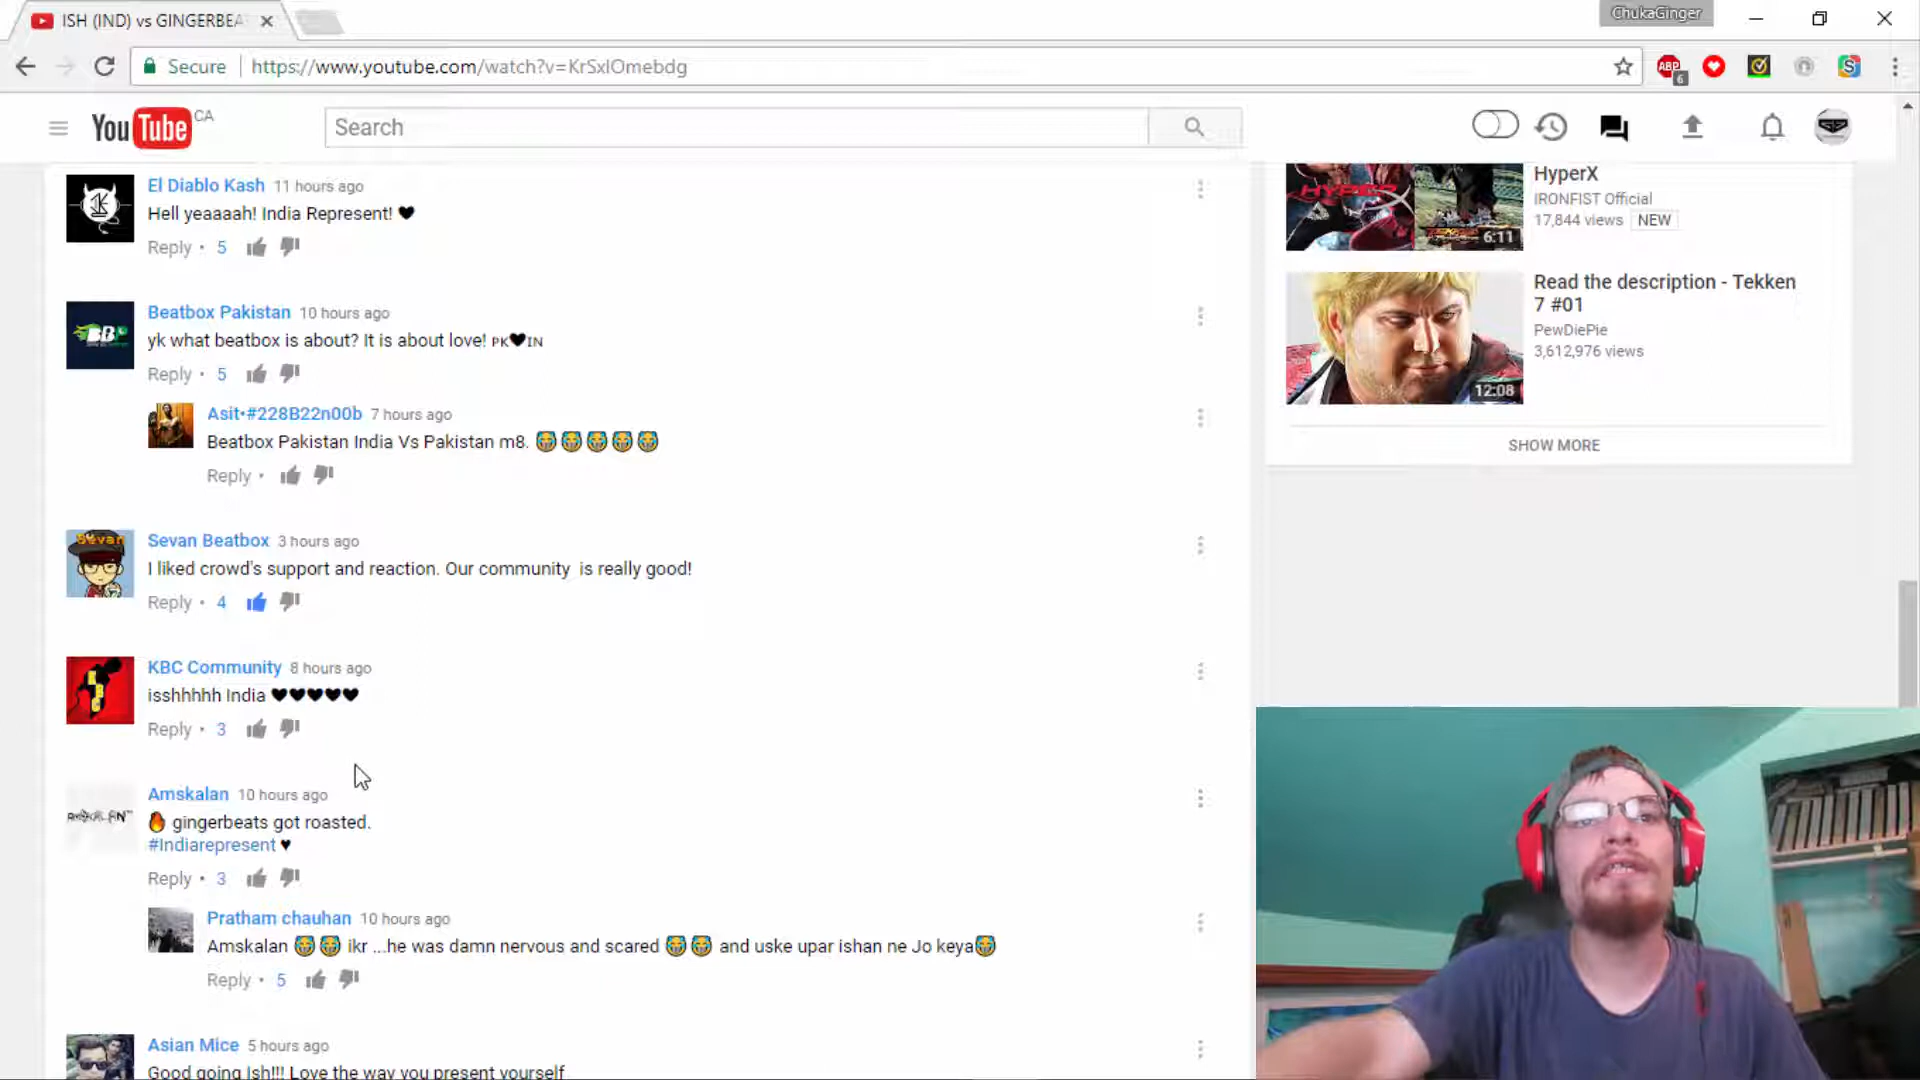 ISH (IND) vs GINGERBEA
ChukaGinger
Secure
https://www.youtube.com/watch?v=KrSxlOmebdg
ABP
6
YouTube CA
Search
El Diablo Kash 11 hours ago
Hell yeaaaah! India Represent! ♥
Reply • 5
Beatbox Pakistan 10 hours ago
yk what beatbox is about? It is about love! PK♥IN
Reply • 5
Asit•#228B22n00b 7 hours ago
Beatbox Pakistan India Vs Pakistan m8. 😂😂😂😂😂
Reply •
Sevan Beatbox 3 hours ago
I liked crowd's support and reaction. Our community is really good!
Reply • 4
KBC Community 8 hours ago
isshhhhh India ♥♥♥♥♥
Reply • 3
Amskalan 10 hours ago
🔥 gingerbeats got roasted.
#Indiarepresent ♥
Reply • 3
Pratham chauhan 10 hours ago
Amskalan 😂😂 ikr ...he was damn nervous and scared 😂😂 and uske upar ishan ne Jo keya😂
Reply • 5
Asian Mice 5 hours ago
Good going Ish!!! Love the way you present yourself
HyperX
IRONFIST Official
17,844 views NEW
6:11
Read the description - Tekken
7 #01
PewDiePie
3,612,976 views
12:08
SHOW MORE